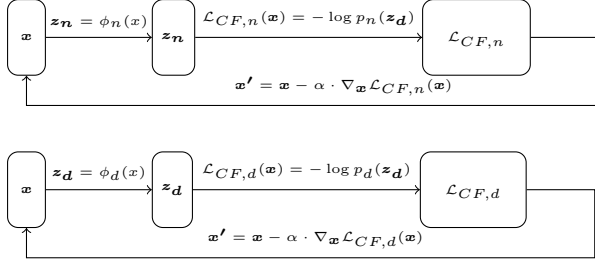 x
z_n = φ_n(x)
z_n
ℒ_{CF,n}(x) = − log p_n(z_d)
ℒ_{CF,n}
x′ = x − α · ∇_x ℒ_{CF,n}(x)
x
z_d = φ_d(x)
z_d
ℒ_{CF,d}(x) = − log p_d(z_d)
ℒ_{CF,d}
x′ = x − α · ∇_x ℒ_{CF,d}(x)